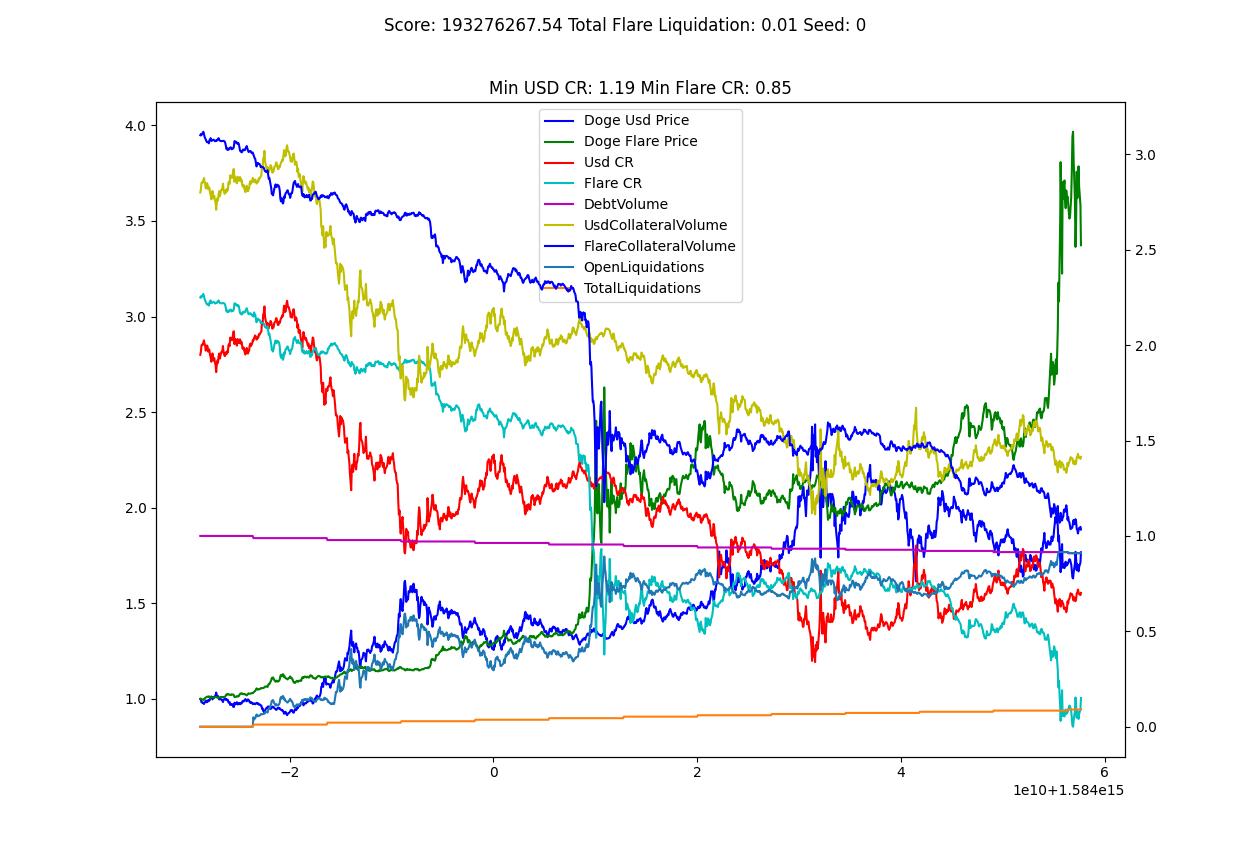 Score: 193276267.54 Total Flare Liquidation: 0.01 Seed: 0
Min USD CR: 1.19 Min Flare CR: 0.85
Doge Usd Price
Doge Flare Price
Usd CR
Flare CR
DebtVolume
UsdCollateralVolume
FlareCollateralVolume
OpenLiquidations
TotalLiquidations
4.0
3.5
3.0
2.5
2.0
1.5
1.0
3.0
2.5
2.0
1.5
1.0
0.5
0.0
−2
0
2
4
6
1e10+1.584e15